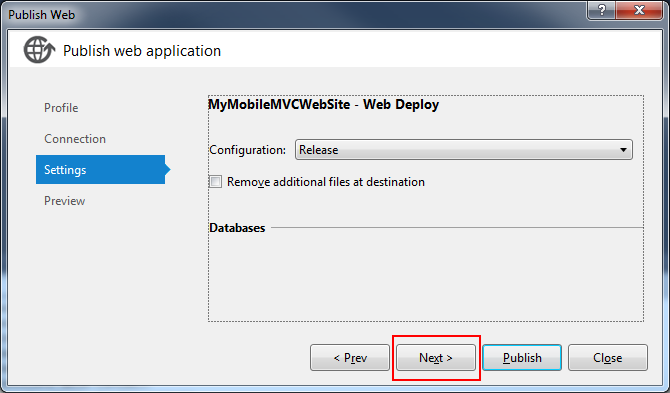 Publish Web
?
Publish web application
Profile
Connection
Settings
Preview
MyMobileMVCWebSite - Web Deploy
Configuration: Release
Remove additional files at destination
Databases
< Prev Next > Publish Close